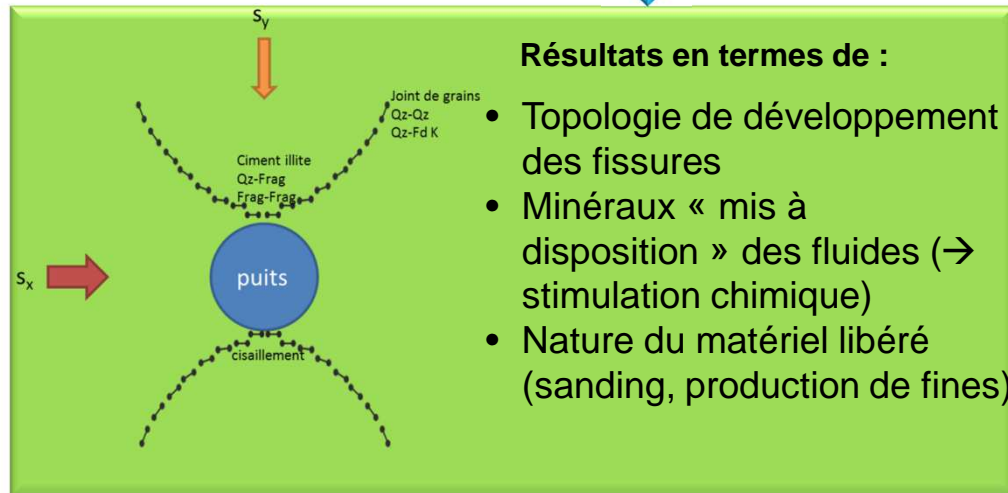 Sy
Joint de grains
Qz-Qz
Qz-Fd K
Ciment illite
Qz-Frag
Frag-Frag
Sx
puits
cisaillement
Résultats en termes de :
• Topologie de développement
des fissures
• Minéraux « mis à
disposition » des fluides (→
stimulation chimique)
• Nature du matériel libéré
(sanding, production de fines)